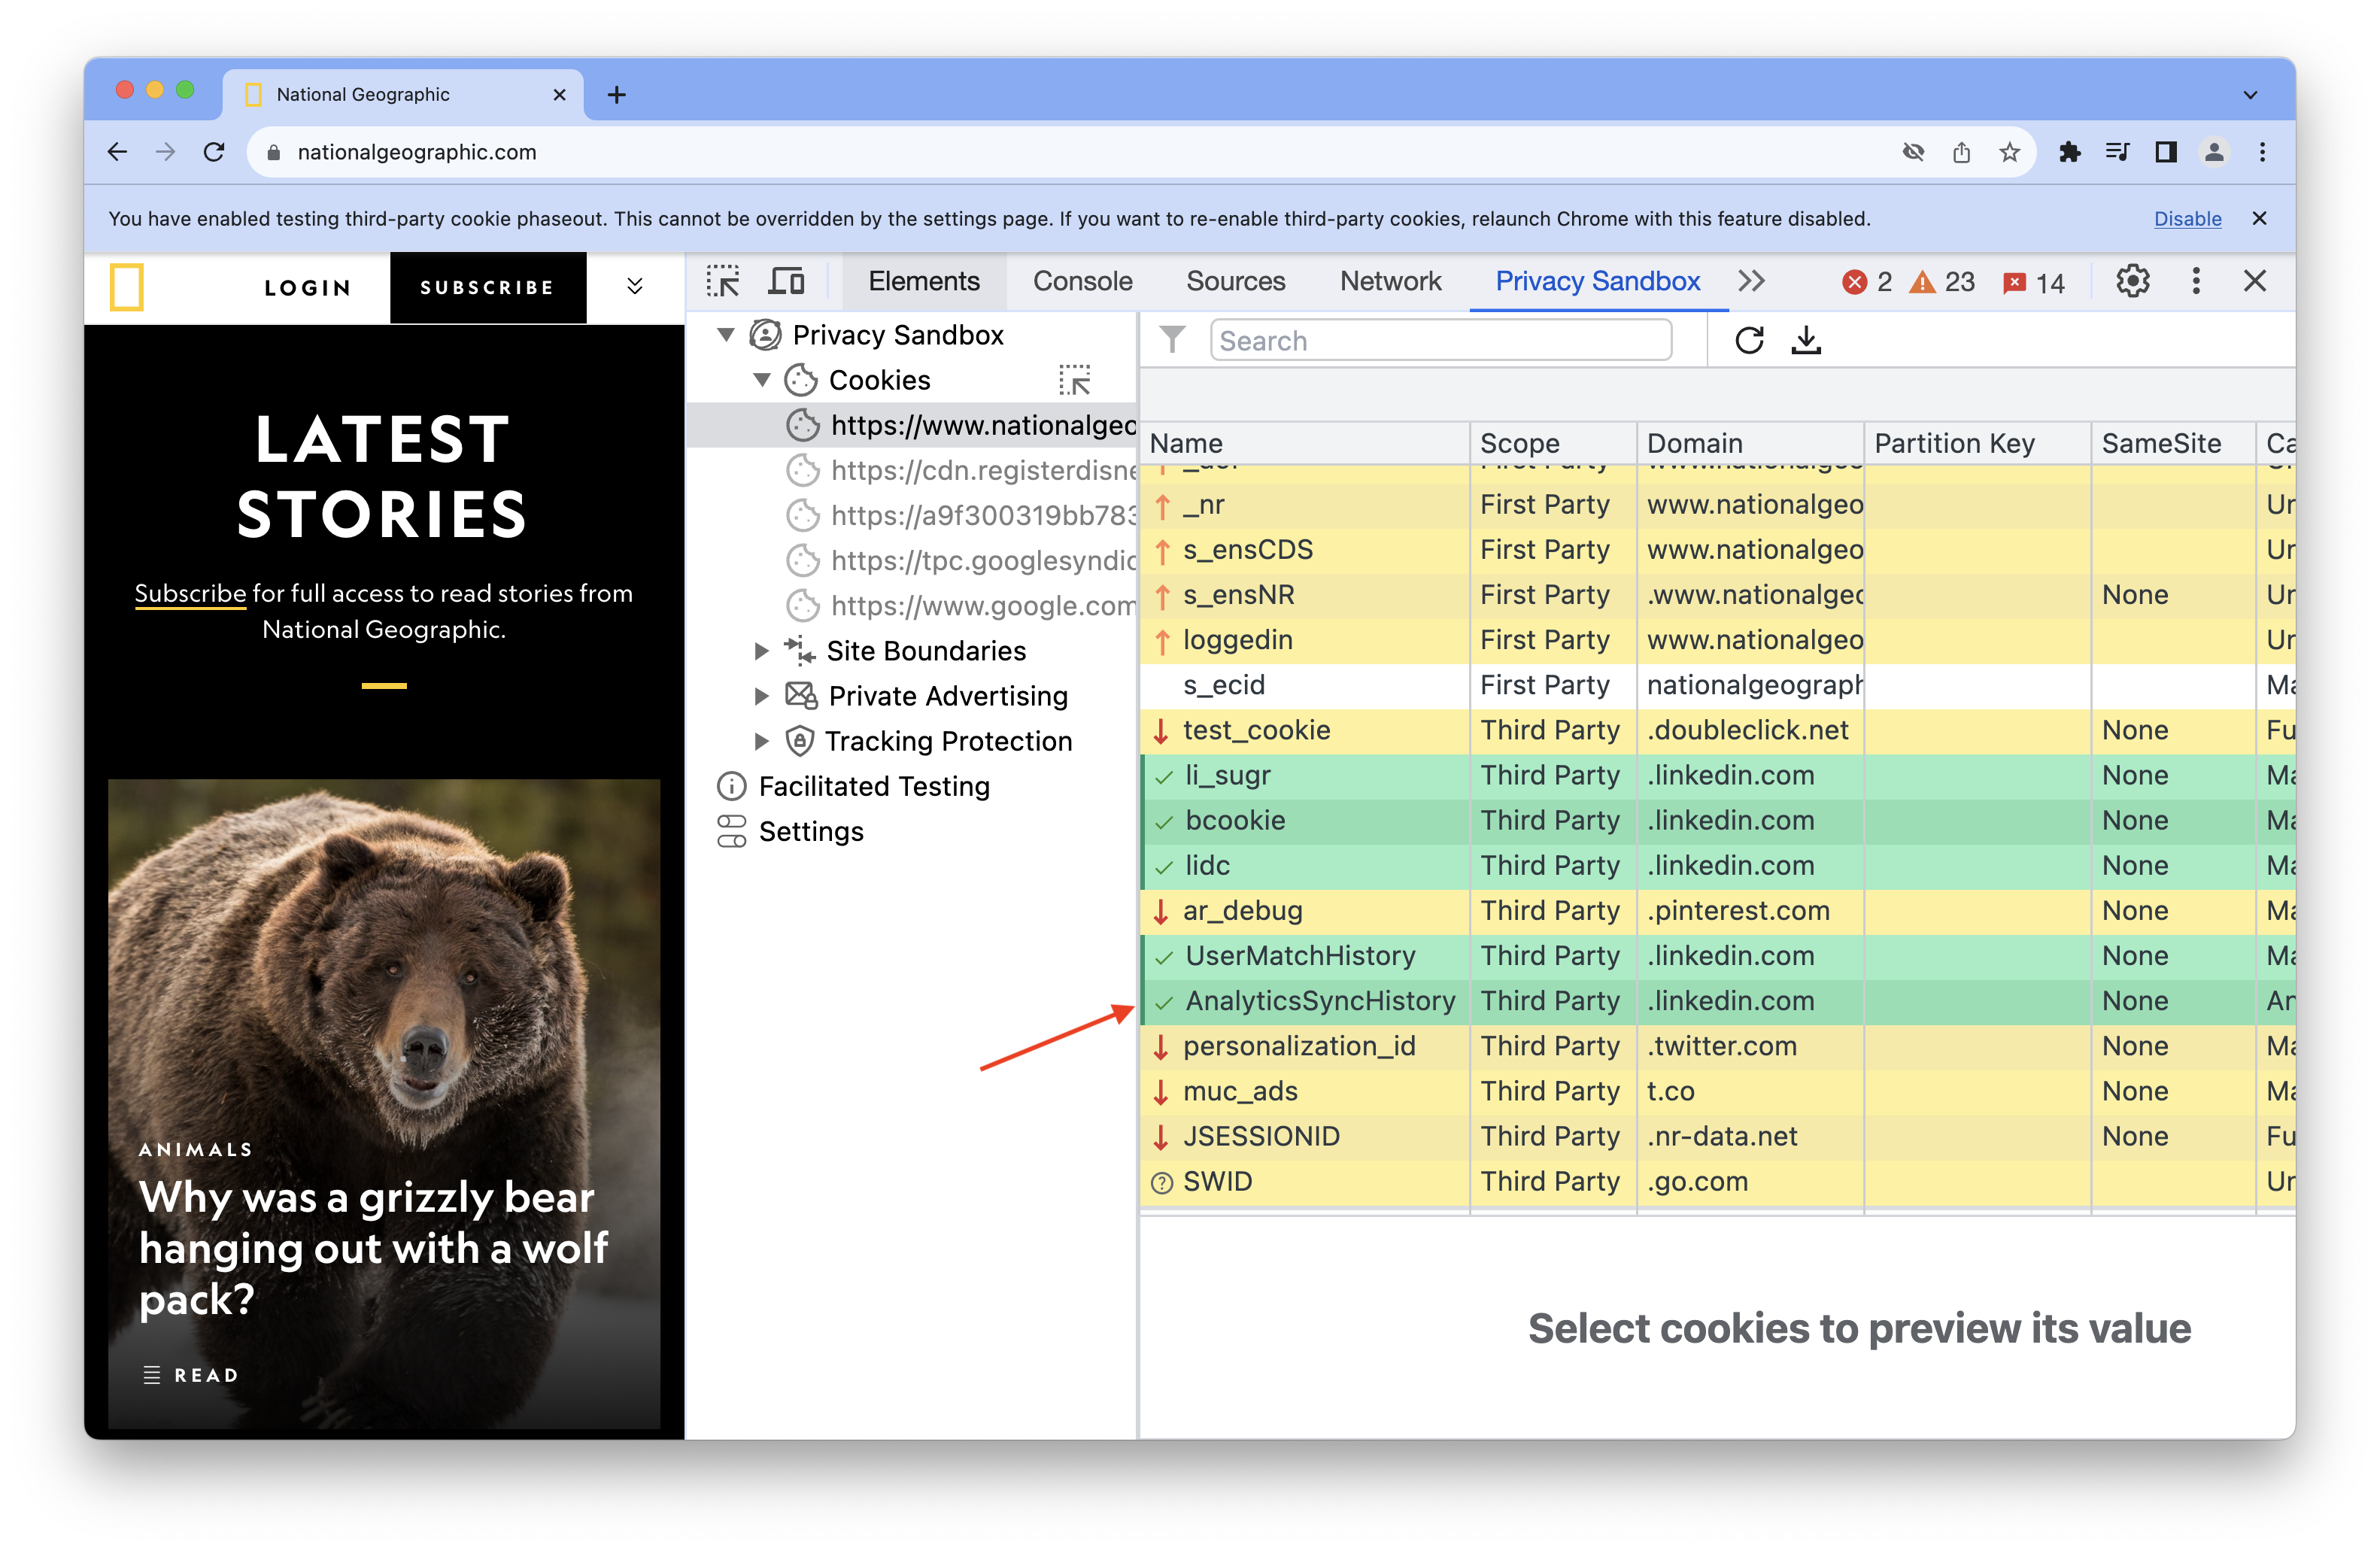 National Geographic
nationalgeographic.com
You have enabled testing third-party cookie phaseout. This cannot be overridden by the settings page. If you want to re-enable third-party cookies, relaunch Chrome with this feature disabled.
Disable
LOGIN
SUBSCRIBE
LATEST
STORIES
Subscribe for full access to read stories from
National Geographic.
ANIMALS
Why was a grizzly bear
hanging out with a wolf
pack?
READ
Elements Console Sources Network Privacy Sandbox 2 23 14
Privacy Sandbox
Cookies
https://www.nationalgeo
https://cdn.registerdisne
https://a9f300319bb783
https://tpc.googlesyndic
https://www.google.com
Site Boundaries
Private Advertising
Tracking Protection
Facilitated Testing
Settings
Search
Name Scope Domain Partition Key SameSite Ca
_nr First Party www.nationalgeo Un
s_ensCDS First Party www.nationalgeo Un
s_ensNR First Party .www.nationalgeo None Un
loggedin First Party www.nationalgeo Un
s_ecid First Party nationalgeograph Ma
test_cookie Third Party .doubleclick.net None Fu
li_sugr Third Party .linkedin.com None Ma
bcookie Third Party .linkedin.com None Ma
lidc Third Party .linkedin.com None Ma
ar_debug Third Party .pinterest.com None Ma
UserMatchHistory Third Party .linkedin.com None Ma
AnalyticsSyncHistory Third Party .linkedin.com None An
personalization_id Third Party .twitter.com None Ma
muc_ads Third Party t.co None Ma
JSESSIONID Third Party .nr-data.net None Fu
SWID Third Party .go.com Un
Select cookies to preview its value